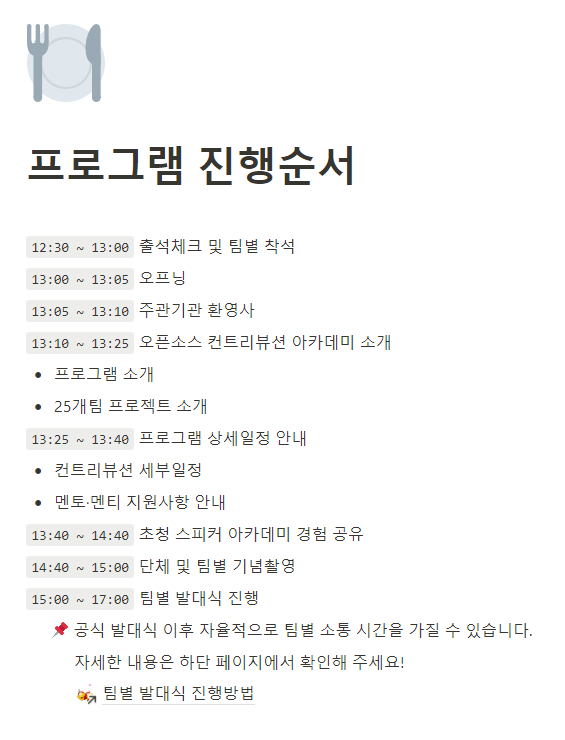 프로그램 진행순서
12:30 ~ 13:00 출석체크 및 팀별 착석
13:00 ~ 13:05 오프닝
13:05 ~ 13:10 주관기관 환영사
13:10 ~ 13:25 오픈소스 컨트리뷰션 아카데미 소개
• 프로그램 소개
• 25개팀 프로젝트 소개
13:25 ~ 13:40 프로그램 상세일정 안내
• 컨트리뷰션 세부일정
• 멘토·멘티 지원사항 안내
13:40 ~ 14:40 초청 스피커 아카데미 경험 공유
14:40 ~ 15:00 단체 및 팀별 기념촬영
15:00 ~ 17:00 팀별 발대식 진행
공식 발대식 이후 자율적으로 팀별 소통 시간을 가질 수 있습니다.
자세한 내용은 하단 페이지에서 확인해 주세요!
팀별 발대식 진행방법